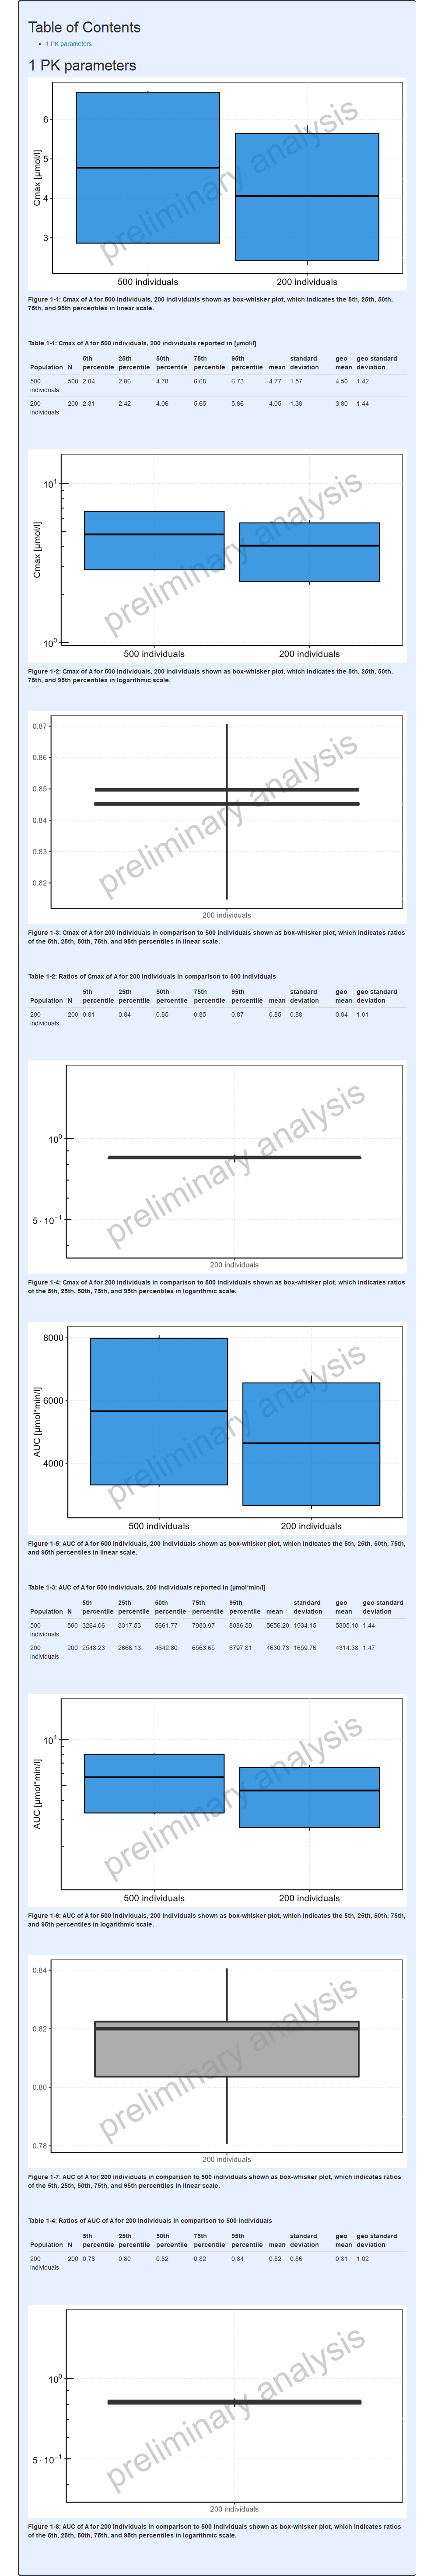 Table of Contents
• 1 PK parameters
1 PK parameters
preliminary analysis
Cmax [µmol/l]
6
5
4
3
500 individuals 200 individuals
Figure 1-1: Cmax of A for 500 individuals, 200 individuals shown as box-whisker plot, which indicates the 5th, 25th, 50th,
75th, and 95th percentiles in linear scale.
Table 1-1: Cmax of A for 500 individuals, 200 individuals reported in [µmol/l]
5th 25th 50th 75th 95th standard geo geo standard
Population N percentile percentile percentile percentile percentile mean deviation mean deviation
500 500 2.84 2.86 4.78 6.68 6.73 4.77 1.57 4.50 1.42
individuals
200 200 2.31 2.42 4.06 5.65 5.86 4.05 1.38 3.80 1.44
individuals
preliminary analysis
Cmax [µmol/l]
10¹
10⁰
500 individuals 200 individuals
Figure 1-2: Cmax of A for 500 individuals, 200 individuals shown as box-whisker plot, which indicates the 5th, 25th, 50th,
75th, and 95th percentiles in logarithmic scale.
preliminary analysis
0.87
0.86
0.85
0.84
0.83
0.82
200 individuals
Figure 1-3: Cmax of A for 200 individuals in comparison to 500 individuals shown as box-whisker plot, which indicates ratios
of the 5th, 25th, 50th, 75th, and 95th percentiles in linear scale.
Table 1-2: Ratios of Cmax of A for 200 individuals in comparison to 500 individuals
5th 25th 50th 75th 95th standard geo geo standard
Population N percentile percentile percentile percentile percentile mean deviation mean deviation
200 200 0.81 0.84 0.85 0.85 0.87 0.85 0.88 0.84 1.01
individuals
preliminary analysis
10⁰
5 · 10⁻¹
200 individuals
Figure 1-4: Cmax of A for 200 individuals in comparison to 500 individuals shown as box-whisker plot, which indicates ratios
of the 5th, 25th, 50th, 75th, and 95th percentiles in logarithmic scale.
preliminary analysis
AUC [µmol*min/l]
8000
6000
4000
500 individuals 200 individuals
Figure 1-5: AUC of A for 500 individuals, 200 individuals shown as box-whisker plot, which indicates the 5th, 25th, 50th, 75th,
and 95th percentiles in linear scale.
Table 1-3: AUC of A for 500 individuals, 200 individuals reported in [µmol*min/l]
5th 25th 50th 75th 95th standard geo geo standard
Population N percentile percentile percentile percentile percentile mean deviation mean deviation
500 500 3264.06 3317.53 5661.77 7980.97 8086.59 5656.20 1934.15 5305.10 1.44
individuals
200 200 2548.23 2666.13 4642.80 6563.65 6797.81 4630.73 1659.76 4314.38 1.47
individuals
preliminary analysis
AUC [µmol*min/l]
10⁴
500 individuals 200 individuals
Figure 1-6: AUC of A for 500 individuals, 200 individuals shown as box-whisker plot, which indicates the 5th, 25th, 50th, 75th,
and 95th percentiles in logarithmic scale.
preliminary analysis
0.84
0.82
0.80
0.78
200 individuals
Figure 1-7: AUC of A for 200 individuals in comparison to 500 individuals shown as box-whisker plot, which indicates ratios
of the 5th, 25th, 50th, 75th, and 95th percentiles in linear scale.
Table 1-4: Ratios of AUC of A for 200 individuals in comparison to 500 individuals
5th 25th 50th 75th 95th standard geo geo standard
Population N percentile percentile percentile percentile percentile mean deviation mean deviation
200 200 0.78 0.80 0.82 0.82 0.84 0.82 0.86 0.81 1.02
individuals
preliminary analysis
10⁰
5 · 10⁻¹
200 individuals
Figure 1-8: AUC of A for 200 individuals in comparison to 500 individuals shown as box-whisker plot, which indicates ratios
of the 5th, 25th, 50th, 75th, and 95th percentiles in logarithmic scale.